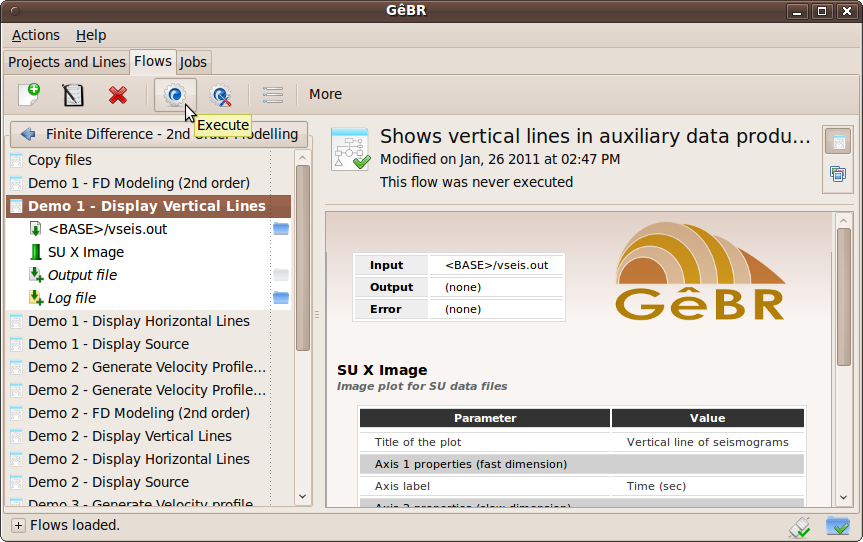 GêBR
Actions Help
Projects and Lines Flows Jobs
More
Execute
Finite Difference - 2nd Order Modelling
Copy files
Demo 1 - FD Modeling (2nd order)
Demo 1 - Display Vertical Lines
<BASE>/vseis.out
SU X Image
Output file
Log file
Demo 1 - Display Horizontal Lines
Demo 1 - Display Source
Demo 2 - Generate Velocity Profile...
Demo 2 - Generate Velocity Profile...
Demo 2 - FD Modeling (2nd order)
Demo 2 - Display Vertical Lines
Demo 2 - Display Horizontal Lines
Demo 2 - Display Source
Demo 3 - Generate Velocity profile
Shows vertical lines in auxiliary data produ...
Modified on Jan, 26 2011 at 02:47 PM
This flow was never executed
Input <BASE>/vseis.out
Output (none)
Error (none)
GêBR
SU X Image
Image plot for SU data files
Parameter Value
Title of the plot Vertical line of seismograms
Axis 1 properties (fast dimension)
Axis label Time (sec)
Axis 2 properties (slow dimension)
Flows loaded.